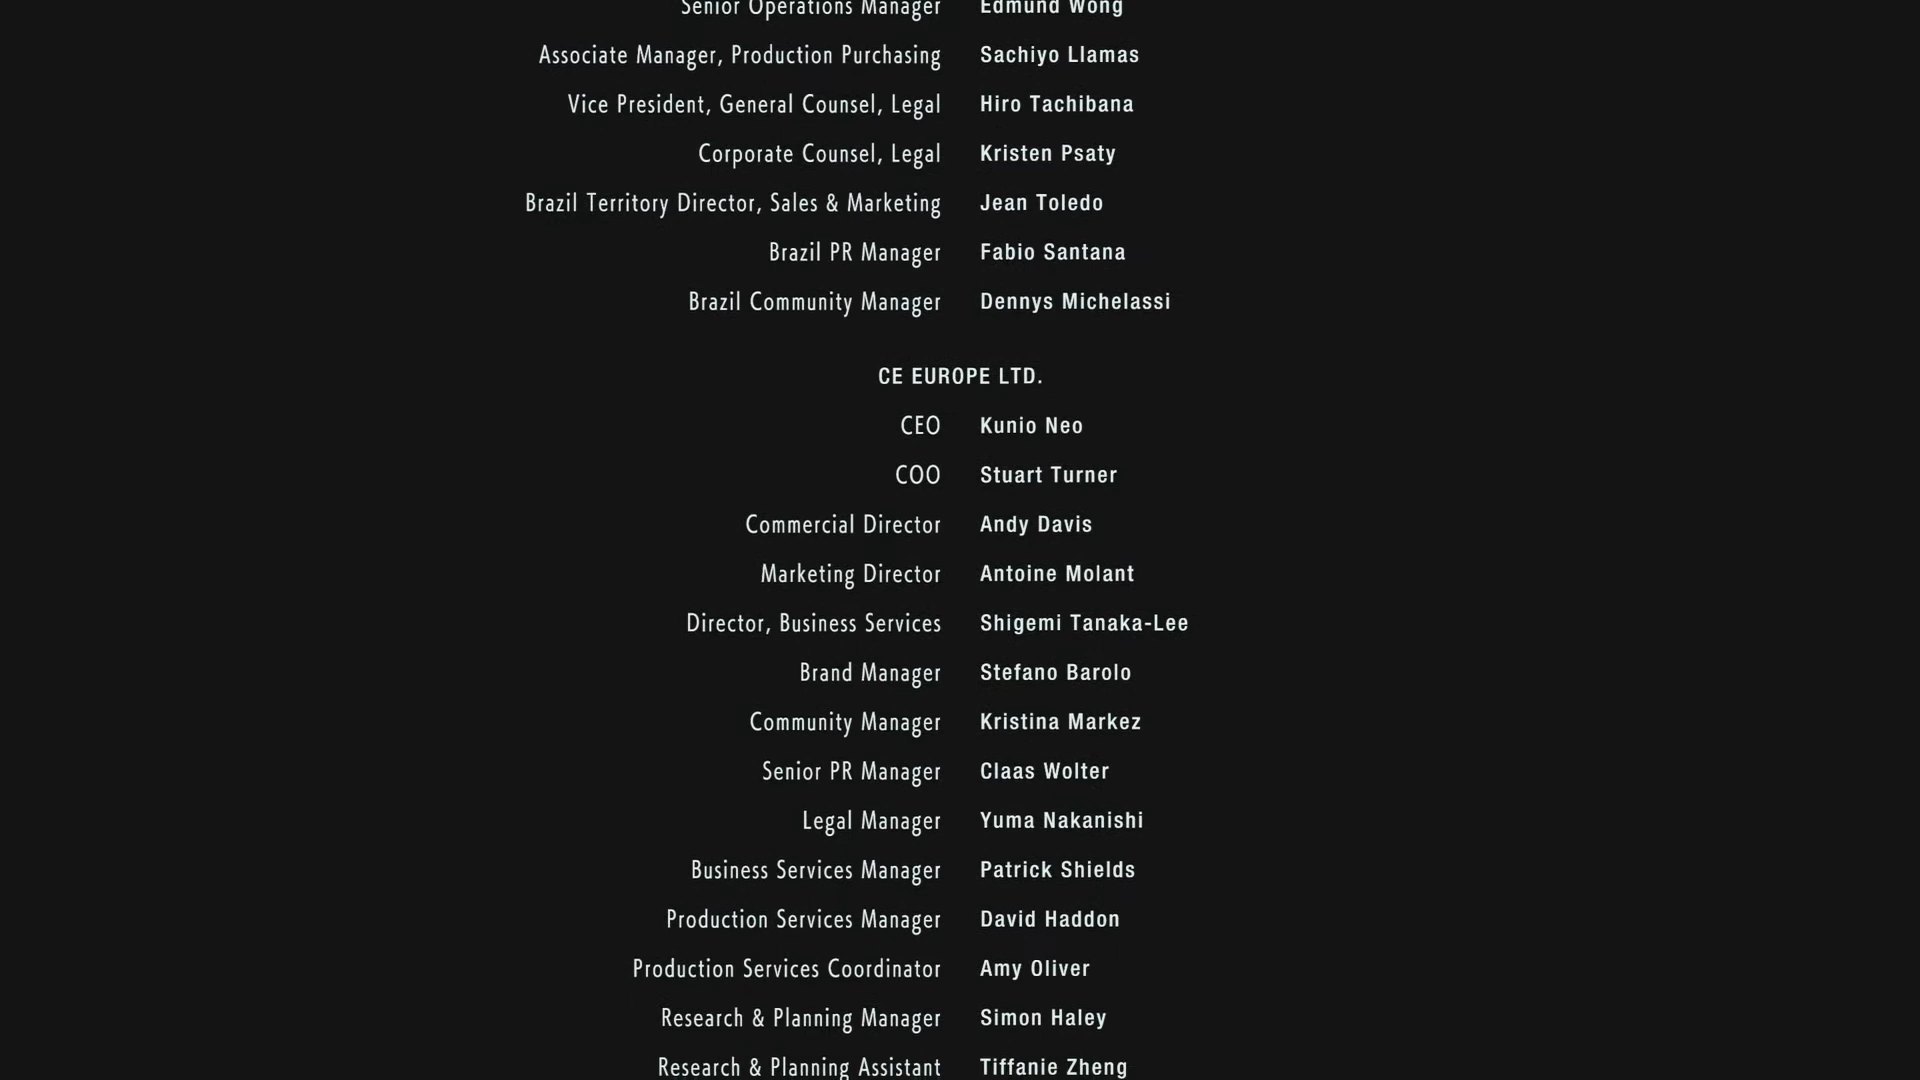 Senior Operations Manager Edmund Wong
Associate Manager, Production Purchasing Sachiyo Llamas
Vice President, General Counsel, Legal Hiro Tachibana
Corporate Counsel, Legal Kristen Psaty
Brazil Territory Director, Sales & Marketing Jean Toledo
Brazil PR Manager Fabio Santana
Brazil Community Manager Dennys Michelassi
CE EUROPE LTD.
CEO Kunio Neo
COO Stuart Turner
Commercial Director Andy Davis
Marketing Director Antoine Molant
Director, Business Services Shigemi Tanaka-Lee
Brand Manager Stefano Barolo
Community Manager Kristina Markez
Senior PR Manager Claas Wolter
Legal Manager Yuma Nakanishi
Business Services Manager Patrick Shields
Production Services Manager David Haddon
Production Services Coordinator Amy Oliver
Research & Planning Manager Simon Haley
Research & Planning Assistant Tiffanie Zheng